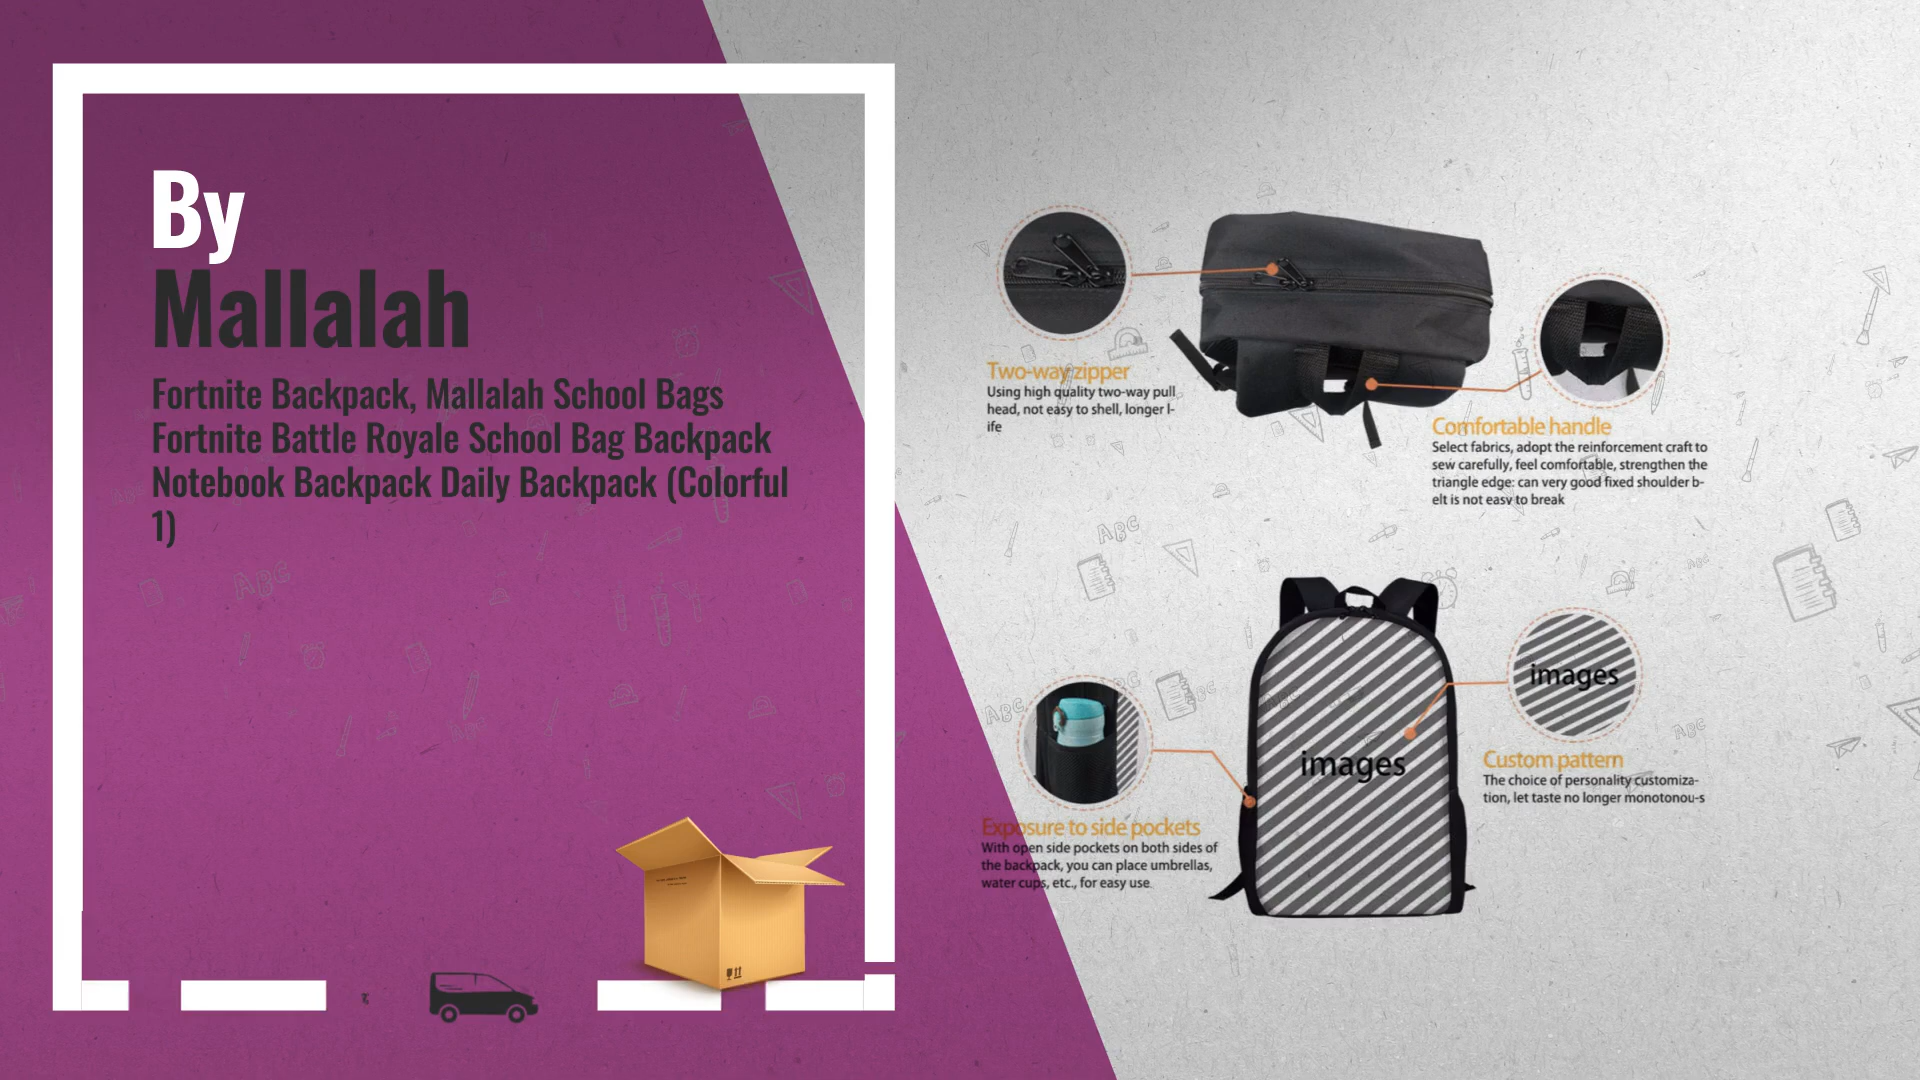 By
Mallalah
Fortnite Backpack, Mallalah School Bags
Fortnite Battle Royale School Bag Backpack
Notebook Backpack Daily Backpack (Colorful
1)
Two-way zipper
Using high quality two-way pull
head, not easy to shell, longer l-
ife
Comfortable handle
Select fabrics, adopt the reinforcement craft to
sew carefully, feel comfortable, strengthen the
triangle edge: can very good fixed shoulder b-
elt is not easy to break
images
images
Custom pattern
The choice of personality customiza-
tion, let taste no longer monotonou-s
Exposure to side pockets
With open side pockets on both sides of
the backpack, you can place umbrellas,
water cups, etc., for easy use.
ABC
ABC
ABC
ABC